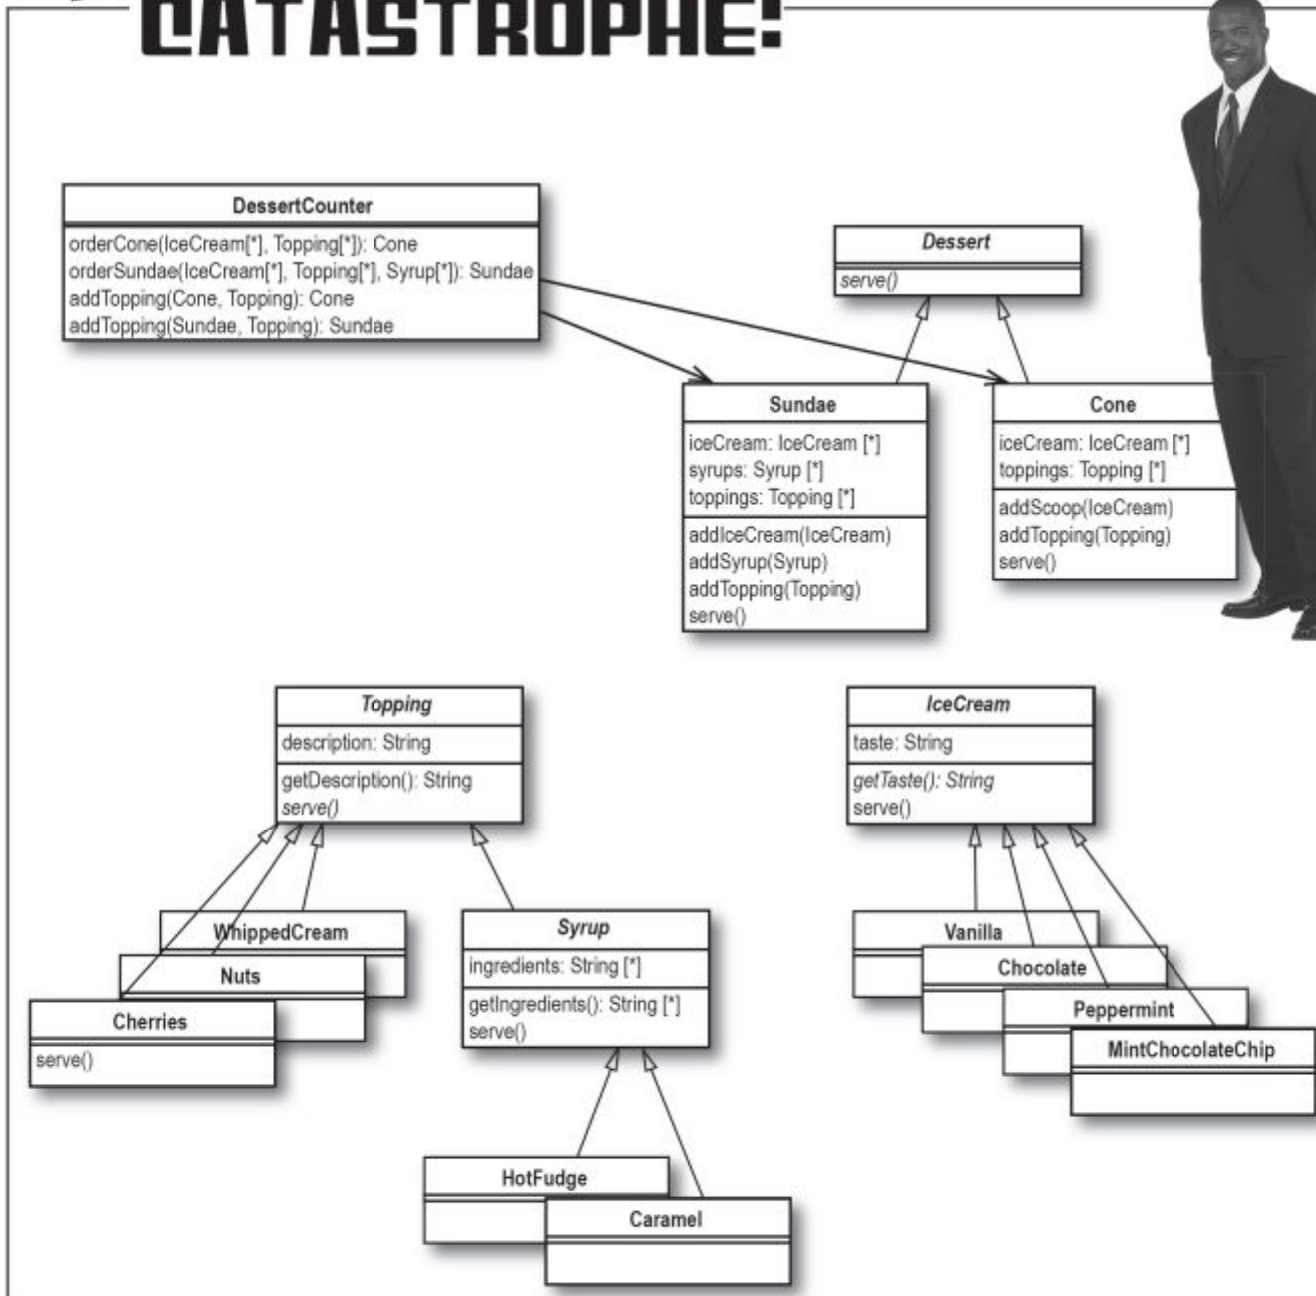 CATASTROPHE!
DessertCounter
orderCone(IceCream[*], Topping[*]): Cone
orderSundae(IceCream[*], Topping[*], Syrup[*]): Sundae
addTopping(Cone, Topping): Cone
addTopping(Sundae, Topping): Sundae
Dessert
serve()
Sundae
iceCream: IceCream [*]
syrups: Syrup [*]
toppings: Topping [*]
addIceCream(IceCream)
addSyrup(Syrup)
addTopping(Topping)
serve()
Cone
iceCream: IceCream [*]
toppings: Topping [*]
addScoop(IceCream)
addTopping(Topping)
serve()
Topping
description: String
getDescription(): String
serve()
IceCream
taste: String
getTaste(): String
serve()
WhippedCream
Nuts
Cherries
serve()
Syrup
ingredients: String [*]
getIngredients(): String [*]
serve()
Vanilla
Chocolate
Peppermint
MintChocolateChip
HotFudge
Caramel